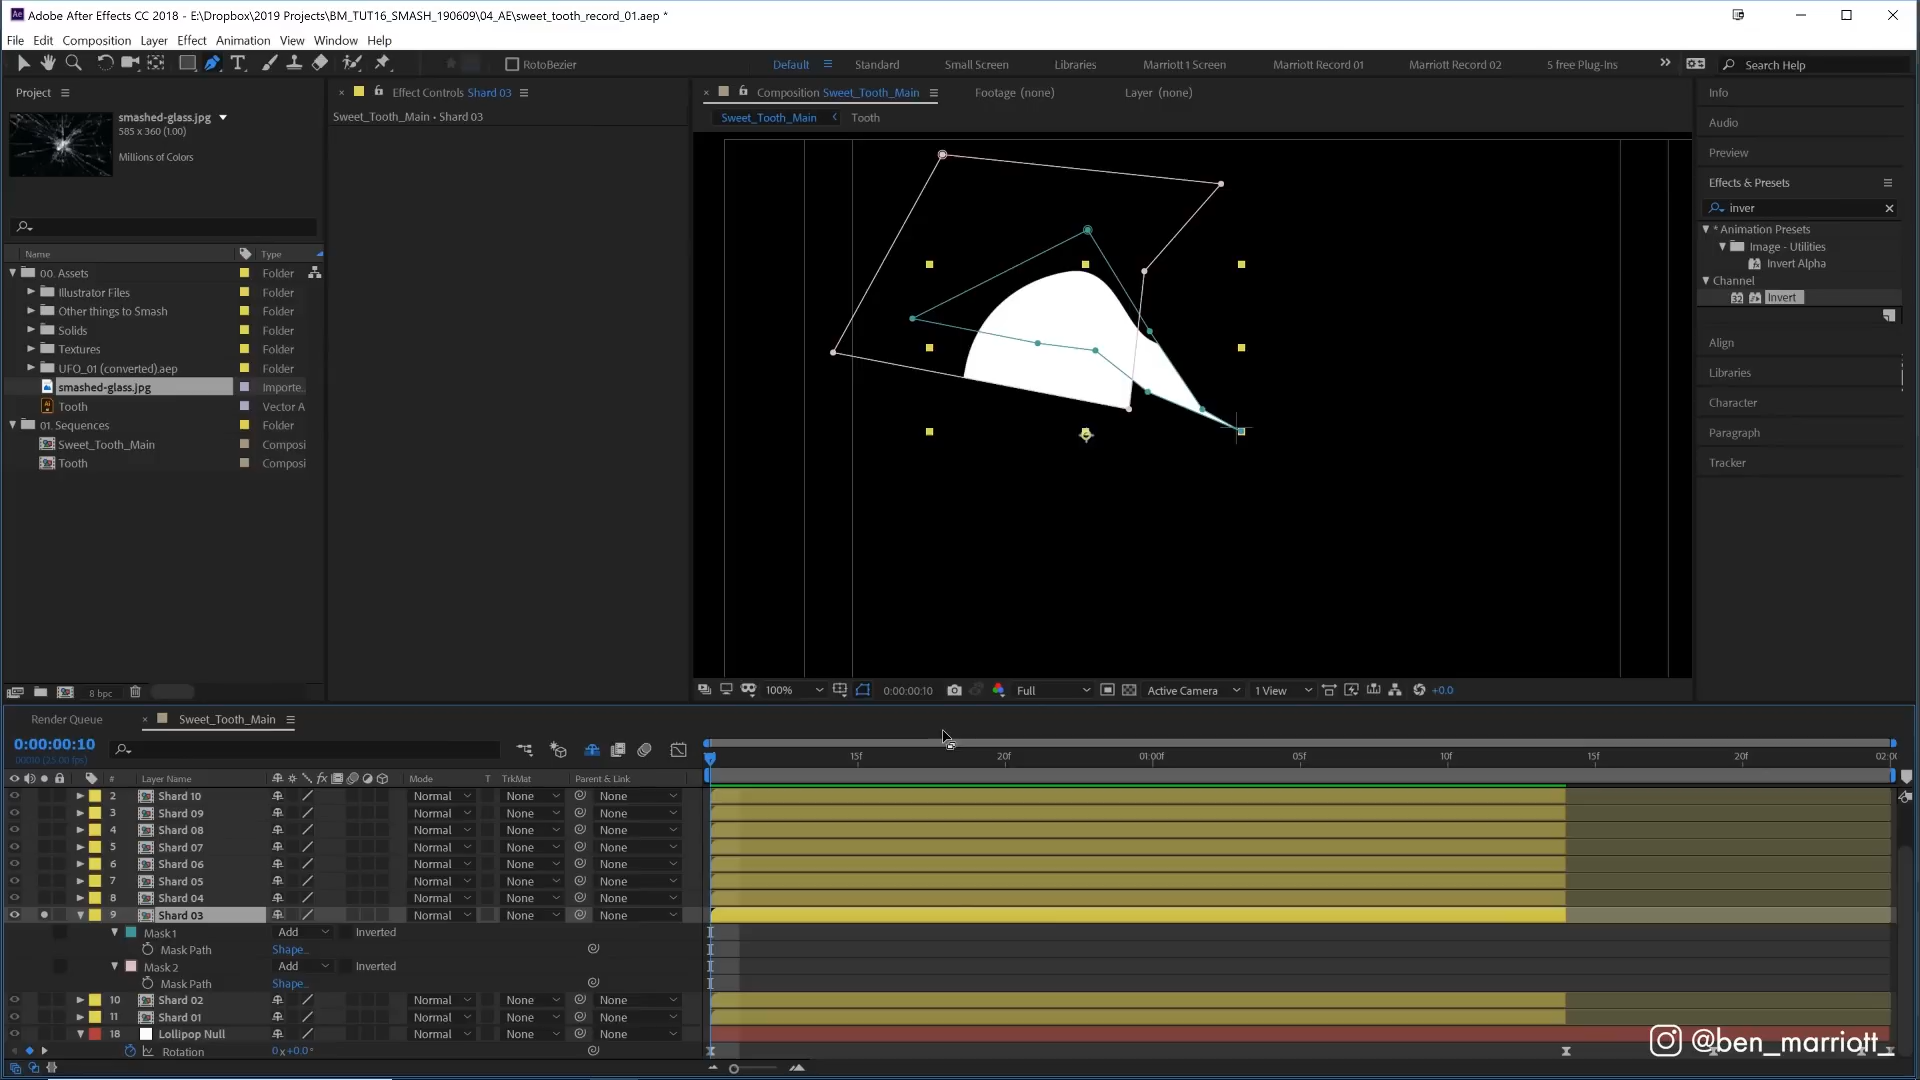 Adobe After Effects CC 2018 - E:\Dropbox\2019 Projects\BM_TUT16_SMASH_190609\04_AE\sweet_tooth_record_01.aep *
File Edit Composition Layer Effect Animation View Window Help
RotoBezier
Default Standard Small Screen Libraries Marriott 1 Screen Marriott Record 01 Marriott Record 02 5 free Plug-Ins Search Help
Project
smashed-glass.jpg
585 x 360 (1.00)
Millions of Colors
Name Type
00. Assets Folder
Illustrator Files Folder
Other things to Smash Folder
Solids Folder
Textures Folder
UFO_01 (converted).aep Folder
smashed-glass.jpg Importe..
Tooth Vector A
01. Sequences Folder
Sweet_Tooth_Main Composi
Tooth Composi
8 bpc
Effect Controls Shard 03
Sweet_Tooth_Main • Shard 03
Composition Sweet_Tooth_Main Footage (none) Layer (none)
Sweet_Tooth_Main Tooth
100% 0:00:00:10 Full Active Camera 1 View +0.0
Info
Audio
Preview
Effects & Presets
inver
* Animation Presets
Image - Utilities
Invert Alpha
Channel
32 Invert
Align
Libraries
Character
Paragraph
Tracker
Render Queue Sweet_Tooth_Main
0:00:00:10
00010 (25.00 fps)
15f 20f 01:00f 05f 10f 15f 20f 02:00
# Layer Name fx Mode T TrkMat Parent & Link
2 Shard 10 Normal None None
3 Shard 09 Normal None None
4 Shard 08 Normal None None
5 Shard 07 Normal None None
6 Shard 06 Normal None None
7 Shard 05 Normal None None
8 Shard 04 Normal None None
9 Shard 03 Normal None None
Mask 1 Add Inverted
Mask Path Shape..
Mask 2 Add Inverted
Mask Path Shape..
10 Shard 02 Normal None None
11 Shard 01 Normal None None
18 Lollipop Null Normal None None
Rotation 0x+0.0°
@ben_marriott_